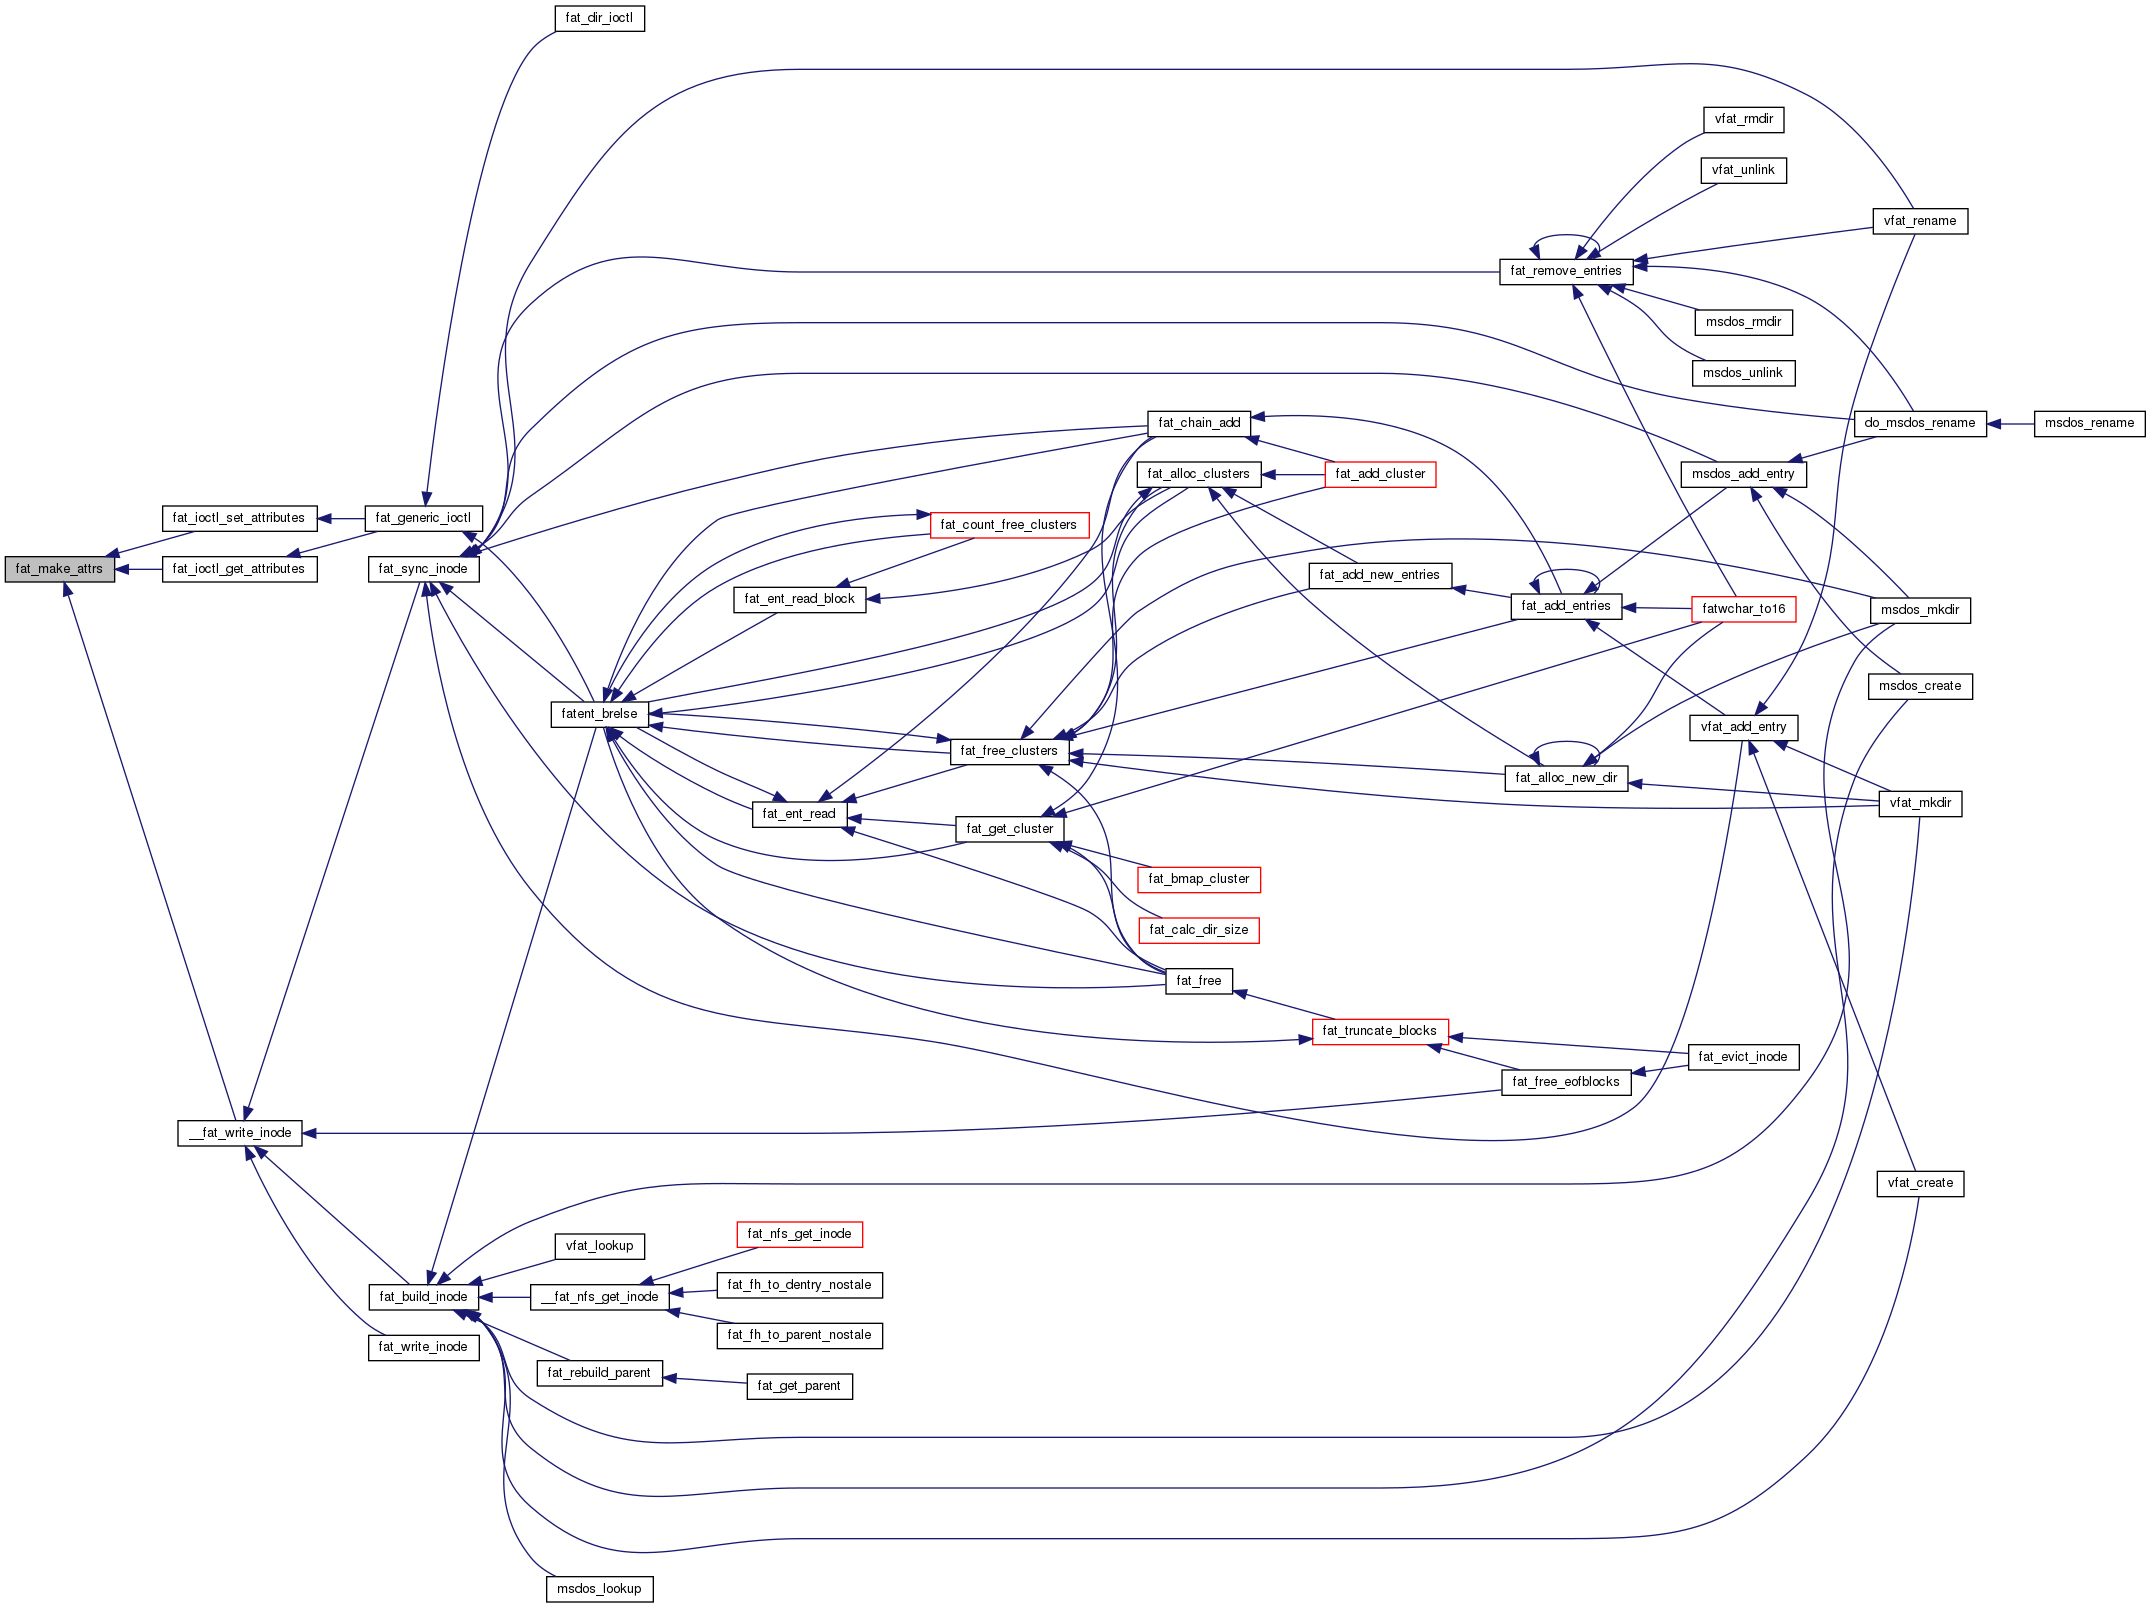 fat_dir_ioctl
vfat_rmdir
vfat_unlink
vfat_rename
fat_remove_entries
msdos_rmdir
msdos_unlink
fat_chain_add
do_msdos_rename
msdos_rename
fat_alloc_clusters
fat_add_cluster
msdos_add_entry
fat_ioctl_set_attributes
fat_generic_ioctl
fat_count_free_clusters
fat_make_attrs
fat_ioctl_get_attributes
fat_sync_inode
fat_add_new_entries
fat_ent_read_block
fat_add_entries
fatwchar_to16
msdos_mkdir
msdos_create
fatent_brelse
vfat_add_entry
fat_free_clusters
fat_alloc_new_dir
vfat_mkdir
fat_ent_read
fat_get_cluster
fat_bmap_cluster
fat_calc_dir_size
fat_free
fat_truncate_blocks
fat_evict_inode
fat_free_eofblocks
__fat_write_inode
vfat_create
fat_nfs_get_inode
vfat_lookup
fat_fh_to_dentry_nostale
fat_build_inode
__fat_nfs_get_inode
fat_fh_to_parent_nostale
fat_write_inode
fat_rebuild_parent
fat_get_parent
msdos_lookup